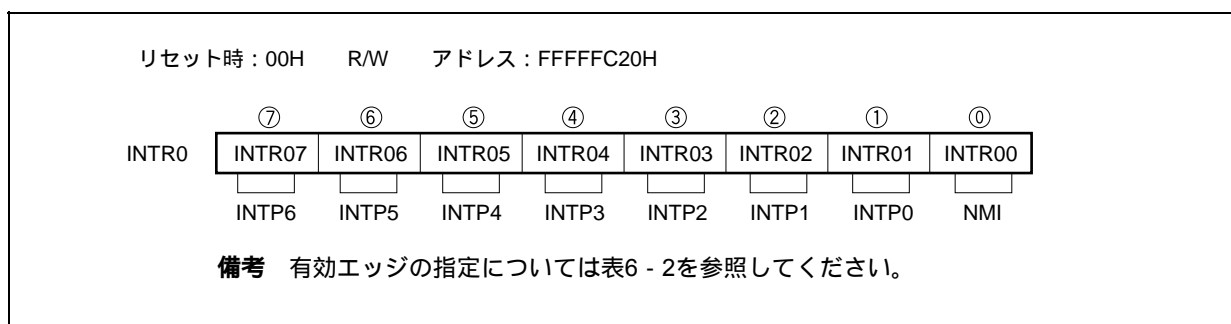 リセット時：00H R/W アドレス：FFFFFC20H
⑦ ⑥ ⑤ ④ ③ ② ① ⓪
INTR0 INTR07 INTR06 INTR05 INTR04 INTR03 INTR02 INTR01 INTR00
INTP6 INTP5 INTP4 INTP3 INTP2 INTP1 INTP0 NMI
備考 有効エッジの指定については表6 - 2を参照してください。